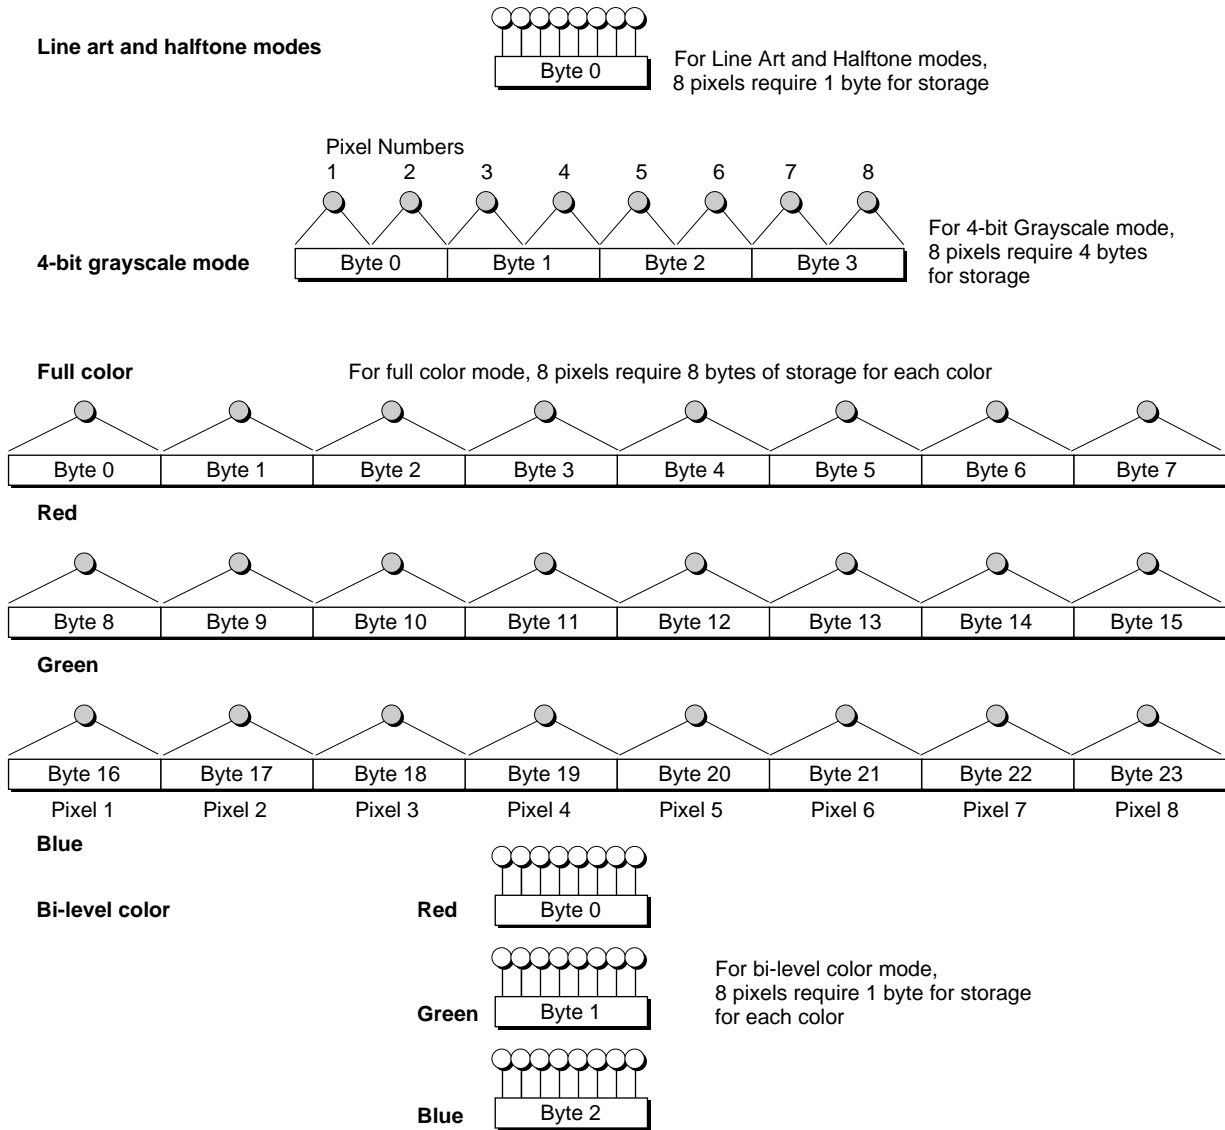 Line art and halftone modes
Byte 0
For Line Art and Halftone modes,
8 pixels require 1 byte for storage
Pixel Numbers
1 2 3 4 5 6 7 8
4-bit grayscale mode
Byte 0 Byte 1 Byte 2 Byte 3
For 4-bit Grayscale mode,
8 pixels require 4 bytes
for storage
Full color
For full color mode, 8 pixels require 8 bytes of storage for each color
Byte 0 Byte 1 Byte 2 Byte 3 Byte 4 Byte 5 Byte 6 Byte 7
Red
Byte 8 Byte 9 Byte 10 Byte 11 Byte 12 Byte 13 Byte 14 Byte 15
Green
Byte 16 Byte 17 Byte 18 Byte 19 Byte 20 Byte 21 Byte 22 Byte 23
Pixel 1 Pixel 2 Pixel 3 Pixel 4 Pixel 5 Pixel 6 Pixel 7 Pixel 8
Blue
Bi-level color
Red
Byte 0
Green
Byte 1
For bi-level color mode,
8 pixels require 1 byte for storage
for each color
Blue
Byte 2